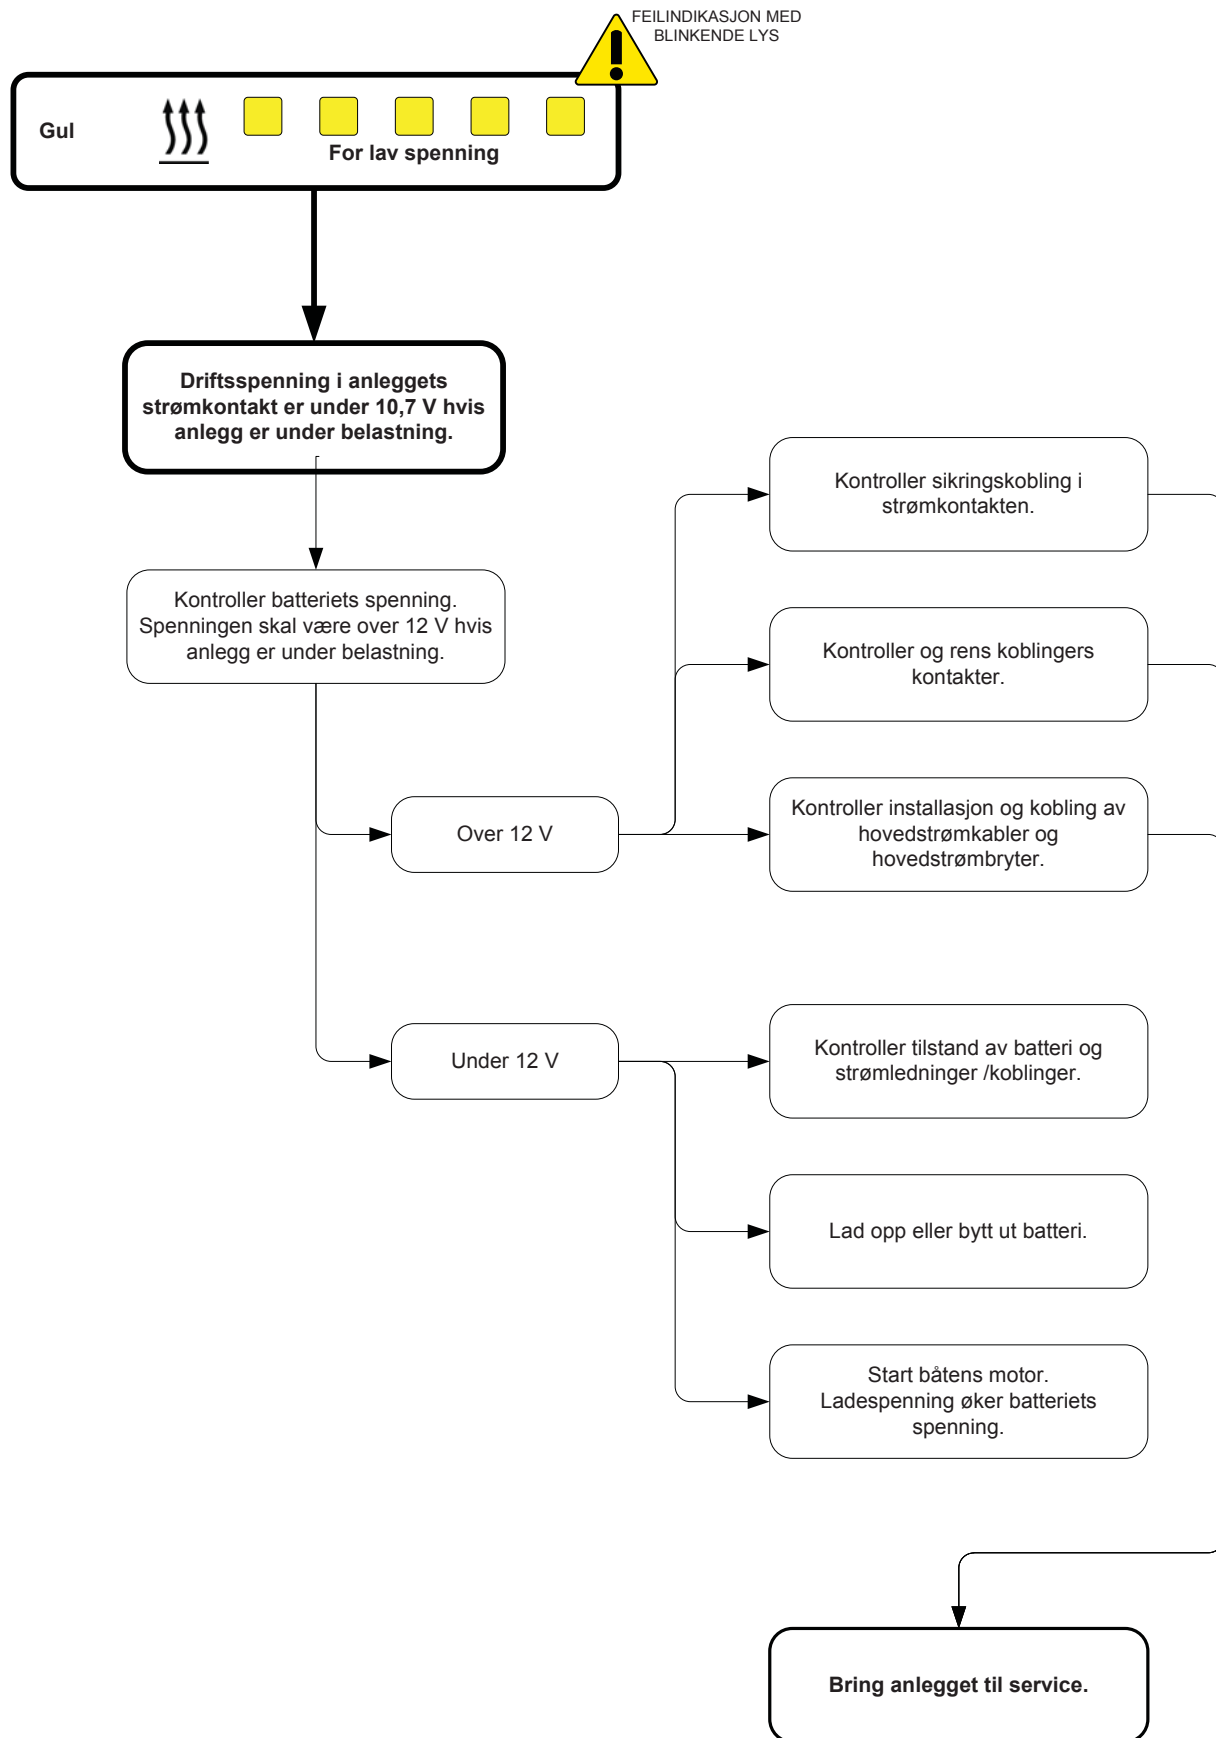 FEILINDIKASJON MED
BLINKENDE LYS
Gul
For lav spenning
Driftsspenning i anleggets
strømkontakt er under 10,7 V hvis
anlegg er under belastning.
Kontroller batteriets spenning.
Spenningen skal være over 12 V hvis
anlegg er under belastning.
Over 12 V
Kontroller sikringskobling i
strømkontakten.
Kontroller og rens koblingers
kontakter.
Kontroller installasjon og kobling av
hovedstrømkabler og
hovedstrømbryter.
Under 12 V
Kontroller tilstand av batteri og
strømledninger /koblinger.
Lad opp eller bytt ut batteri.
Start båtens motor.
Ladespenning øker batteriets
spenning.
Bring anlegget til service.